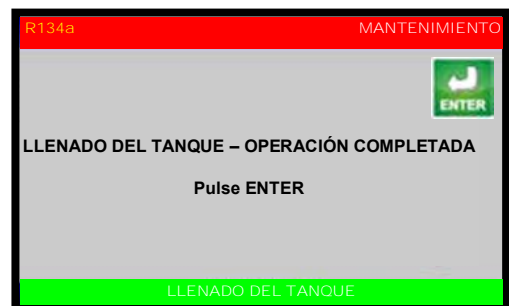 R134a MANTENIMIENTO
ENTER
LLENADO DEL TANQUE – OPERACIÓN COMPLETADA
Pulse ENTER
LLENADO DEL TANQUE